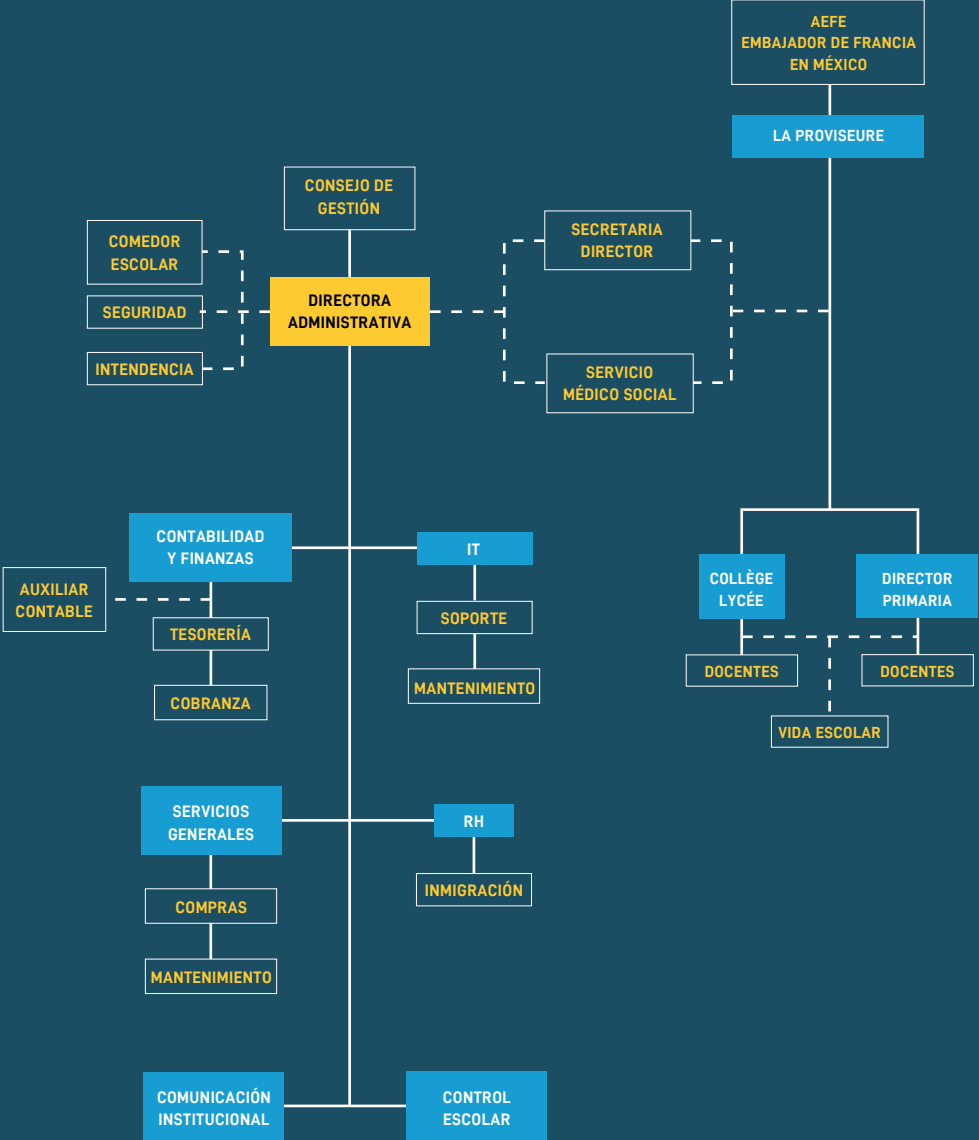 AEFE
EMBAJADOR DE FRANCIA
EN MÉXICO
LA PROVISEURE
CONSEJO DE
GESTIÓN
COMEDOR
ESCOLAR
SEGURIDAD
INTENDENCIA
DIRECTORA
ADMINISTRATIVA
SECRETARIA
DIRECTOR
SERVICIO
MÉDICO SOCIAL
CONTABILIDAD
Y FINANZAS
AUXILIAR
CONTABLE
TESORERÍA
COBRANZA
IT
SOPORTE
MANTENIMIENTO
COLLÈGE
LYCÉE
DOCENTES
DIRECTOR
PRIMARIA
DOCENTES
VIDA ESCOLAR
SERVICIOS
GENERALES
COMPRAS
MANTENIMIENTO
RH
INMIGRACIÓN
COMUNICACIÓN
INSTITUCIONAL
CONTROL
ESCOLAR